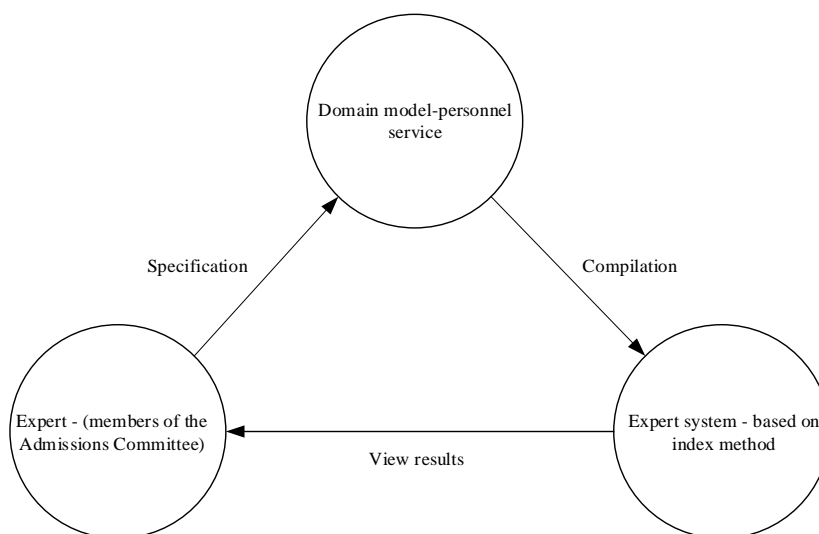 Domain model-personnel
service
Specification
Compilation
Expert - (members of the
Admissions Committee)
Expert system - based on
index method
View results